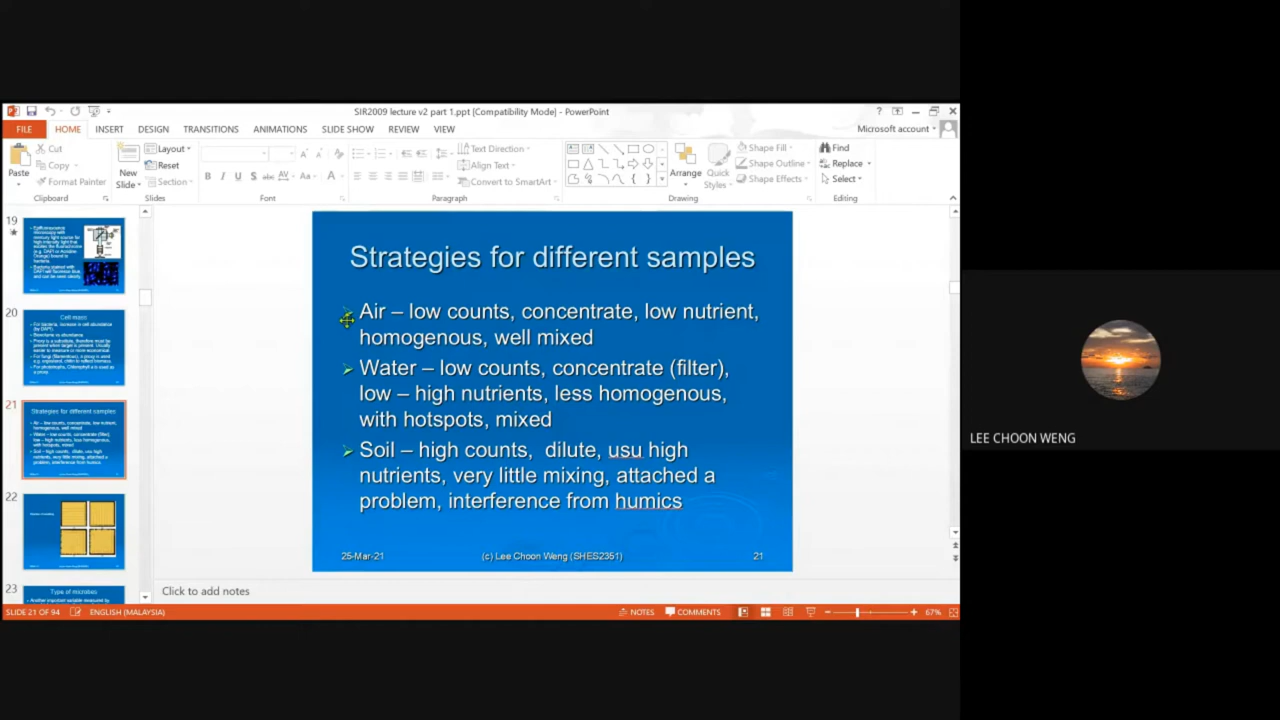 SIR2009 lecture v2 part 1.ppt [Compatibility Mode] - PowerPoint
FILE
HOME
INSERT
DESIGN
TRANSITIONS
ANIMATIONS
SLIDE SHOW
REVIEW
VIEW
Microsoft account
Paste
Cut
Copy
Format Painter
Clipboard
New
Slide
Layout
Reset
Section
Slides
Font
Text Direction
Align Text
Convert to SmartArt
Paragraph
Arrange
Quick
Styles
Shape Fill
Shape Outline
Shape Effects
Drawing
Find
Replace
Select
Editing
19
20
Cell mass
21
Strategies for different samples
22
23
Type of microbes
Strategies for different samples
Air – low counts, concentrate, low nutrient,
homogenous, well mixed
Water – low counts, concentrate (filter),
low – high nutrients, less homogenous,
with hotspots, mixed
Soil – high counts, dilute, usu high
nutrients, very little mixing, attached a
problem, interference from humics
25-Mar-21
(c) Lee Choon Weng (SHES2351)
21
Click to add notes
SLIDE 21 OF 94
ENGLISH (MALAYSIA)
NOTES
COMMENTS
67%
LEE CHOON WENG